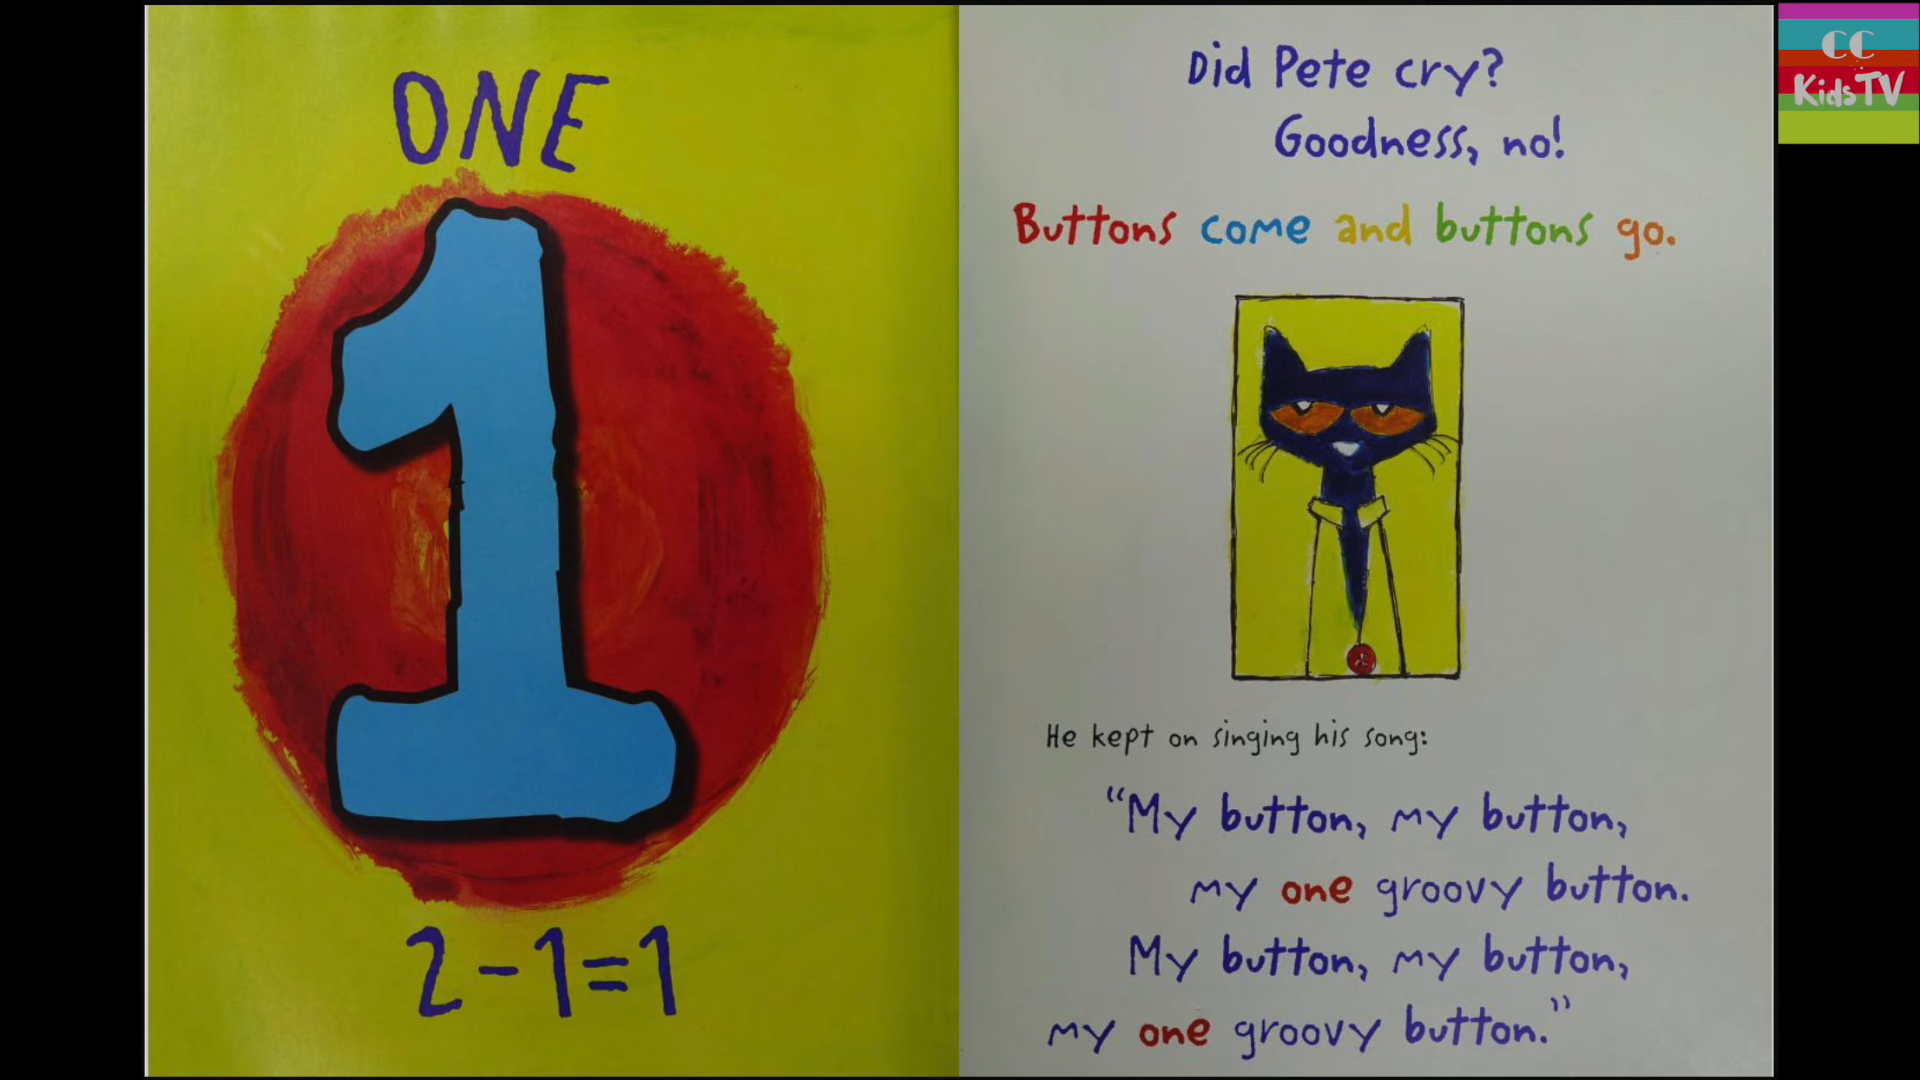 ONE
1
2-1=1
Did Pete cry?
Goodness, no!
Buttons come and buttons go.
He kept on singing his song:
“My button, my button,
my one groovy button.
My button, my button,
my one groovy button.”
CC
KidsTV